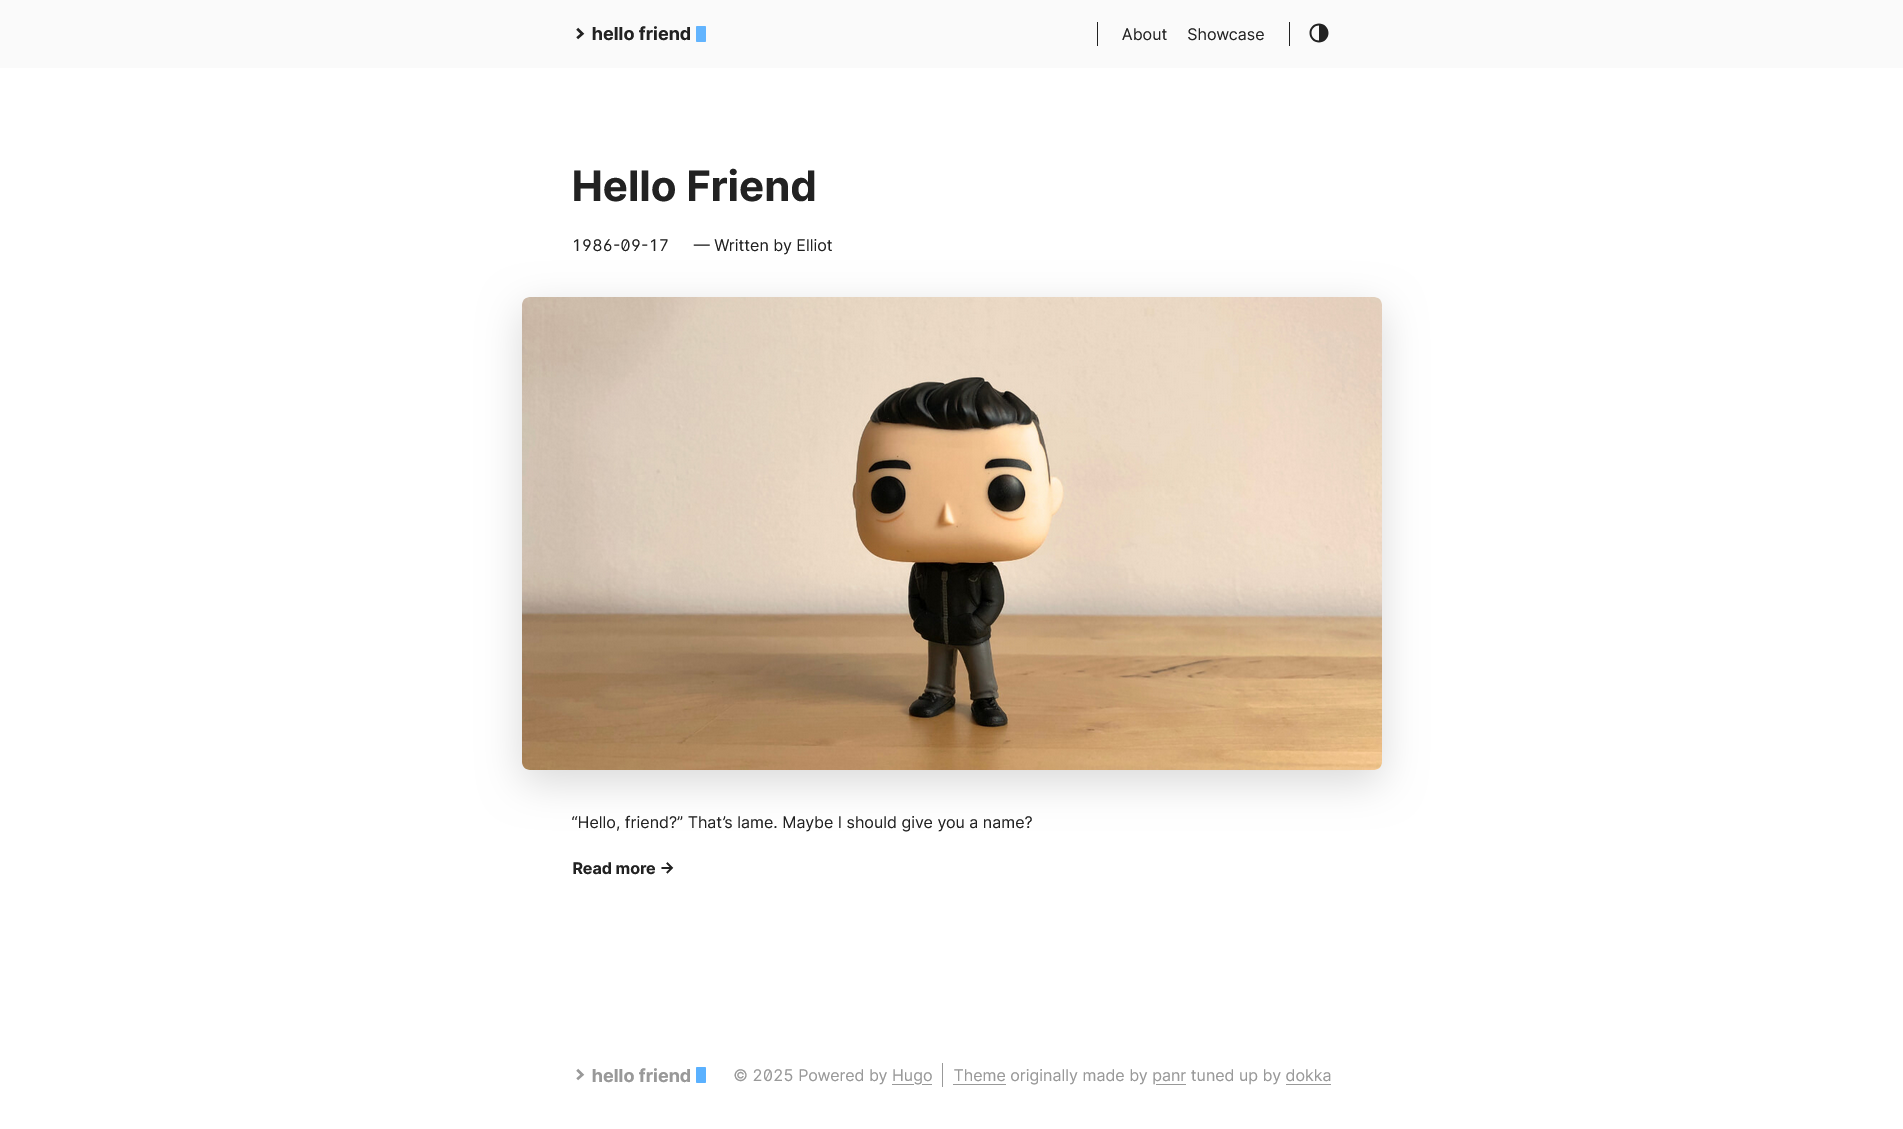 hello friend
About Showcase
Hello Friend
1986-09-17 — Written by Elliot
“Hello, friend?” That’s lame. Maybe I should give you a name?
Read more →
hello friend © 2025 Powered by Hugo Theme originally made by panr tuned up by dokka